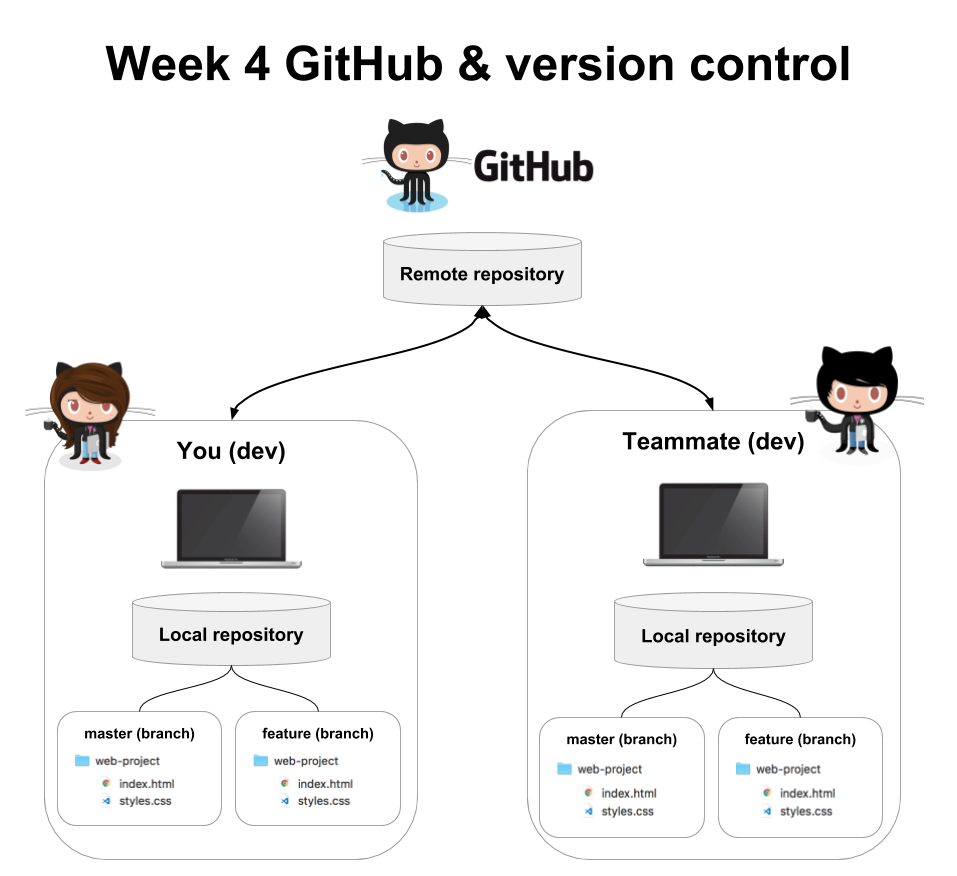 Week 4 GitHub & version control
GitHub
Remote repository
You (dev)
Local repository
master (branch)
web-project
index.html
styles.css
feature (branch)
web-project
index.html
styles.css
Teammate (dev)
Local repository
master (branch)
web-project
index.html
styles.css
feature (branch)
web-project
index.html
styles.css